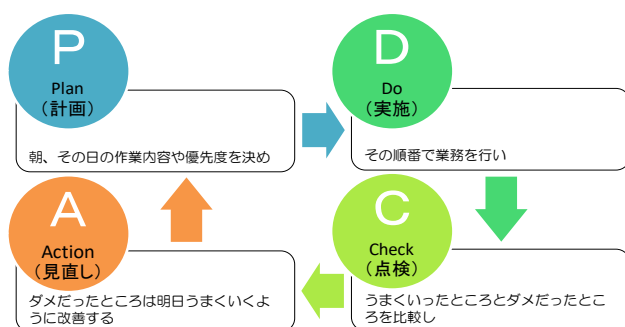 P
Plan
（計画）
朝、その日の作業内容や優先度を決め
D
Do
（実施）
その順番で業務を行い
C
Check
（点検）
うまくいったところとダメだったとこ
ろを比較し
A
Action
（見直し）
ダメだったところは明日うまくいくよ
うに改善する